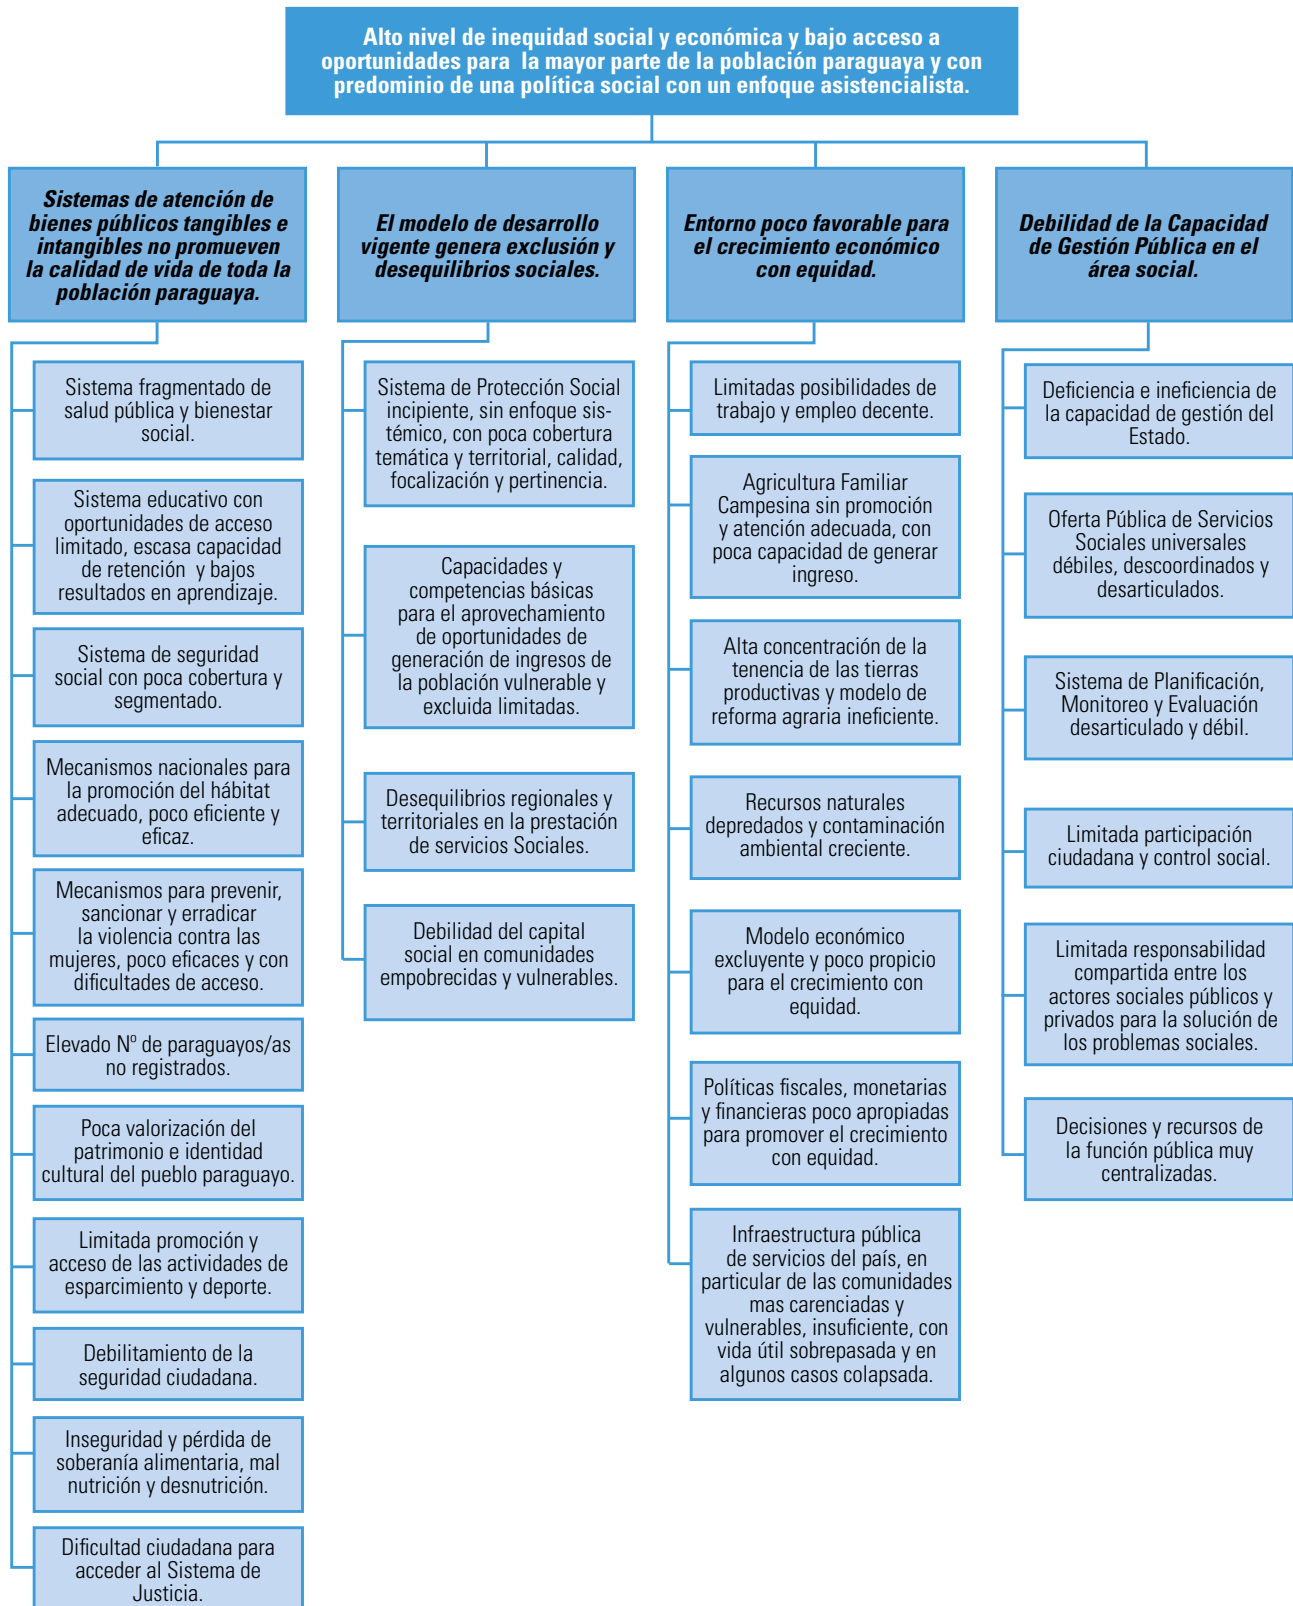 Alto nivel de inequidad social y económica y bajo acceso a
oportunidades para la mayor parte de la población paraguaya y con
predominio de una política social con un enfoque asistencialista.
Sistemas de atención de
bienes públicos tangibles e
intangibles no promueven
la calidad de vida de toda la
población paraguaya.
Sistema fragmentado de
salud pública y bienestar
social.
Sistema educativo con
oportunidades de acceso
limitado, escasa capacidad
de retención y bajos
resultados en aprendizaje.
Sistema de seguridad
social con poca cobertura y
segmentado.
Mecanismos nacionales para
la promoción del hábitat
adecuado, poco eficiente y
eficaz.
Mecanismos para prevenir,
sancionar y erradicar
la violencia contra las
mujeres, poco eficaces y con
dificultades de acceso.
Elevado Nº de paraguayos/as
no registrados.
Poca valorización del
patrimonio e identidad
cultural del pueblo paraguayo.
Limitada promoción y
acceso de las actividades de
esparcimiento y deporte.
Debilitamiento de la
seguridad ciudadana.
Inseguridad y pérdida de
soberanía alimentaria, mal
nutrición y desnutrición.
Dificultad ciudadana para
acceder al Sistema de
Justicia.
El modelo de desarrollo
vigente genera exclusión y
desequilibrios sociales.
Sistema de Protección Social
incipiente, sin enfoque sis-
témico, con poca cobertura
temática y territorial, calidad,
focalización y pertinencia.
Capacidades y
competencias básicas
para el aprovechamiento
de oportunidades de
generación de ingresos de
la población vulnerable y
excluida limitadas.
Desequilibrios regionales y
territoriales en la prestación
de servicios Sociales.
Debilidad del capital
social en comunidades
empobrecidas y vulnerables.
Entorno poco favorable para
el crecimiento económico
con equidad.
Limitadas posibilidades de
trabajo y empleo decente.
Agricultura Familiar
Campesina sin promoción
y atención adecuada, con
poca capacidad de generar
ingreso.
Alta concentración de la
tenencia de las tierras
productivas y modelo de
reforma agraria ineficiente.
Recursos naturales
depredados y contaminación
ambiental creciente.
Modelo económico
excluyente y poco propicio
para el crecimiento con
equidad.
Políticas fiscales, monetarias
y financieras poco apropiadas
para promover el crecimiento
con equidad.
Infraestructura pública
de servicios del país, en
particular de las comunidades
mas carenciadas y
vulnerables, insuficiente, con
vida útil sobrepasada y en
algunos casos colapsada.
Debilidad de la Capacidad
de Gestión Pública en el
área social.
Deficiencia e ineficiencia de
la capacidad de gestión del
Estado.
Oferta Pública de Servicios
Sociales universales
débiles, descoordinados y
desarticulados.
Sistema de Planificación,
Monitoreo y Evaluación
desarticulado y débil.
Limitada participación
ciudadana y control social.
Limitada responsabilidad
compartida entre los
actores sociales públicos y
privados para la solución de
los problemas sociales.
Decisiones y recursos de
la función pública muy
centralizadas.